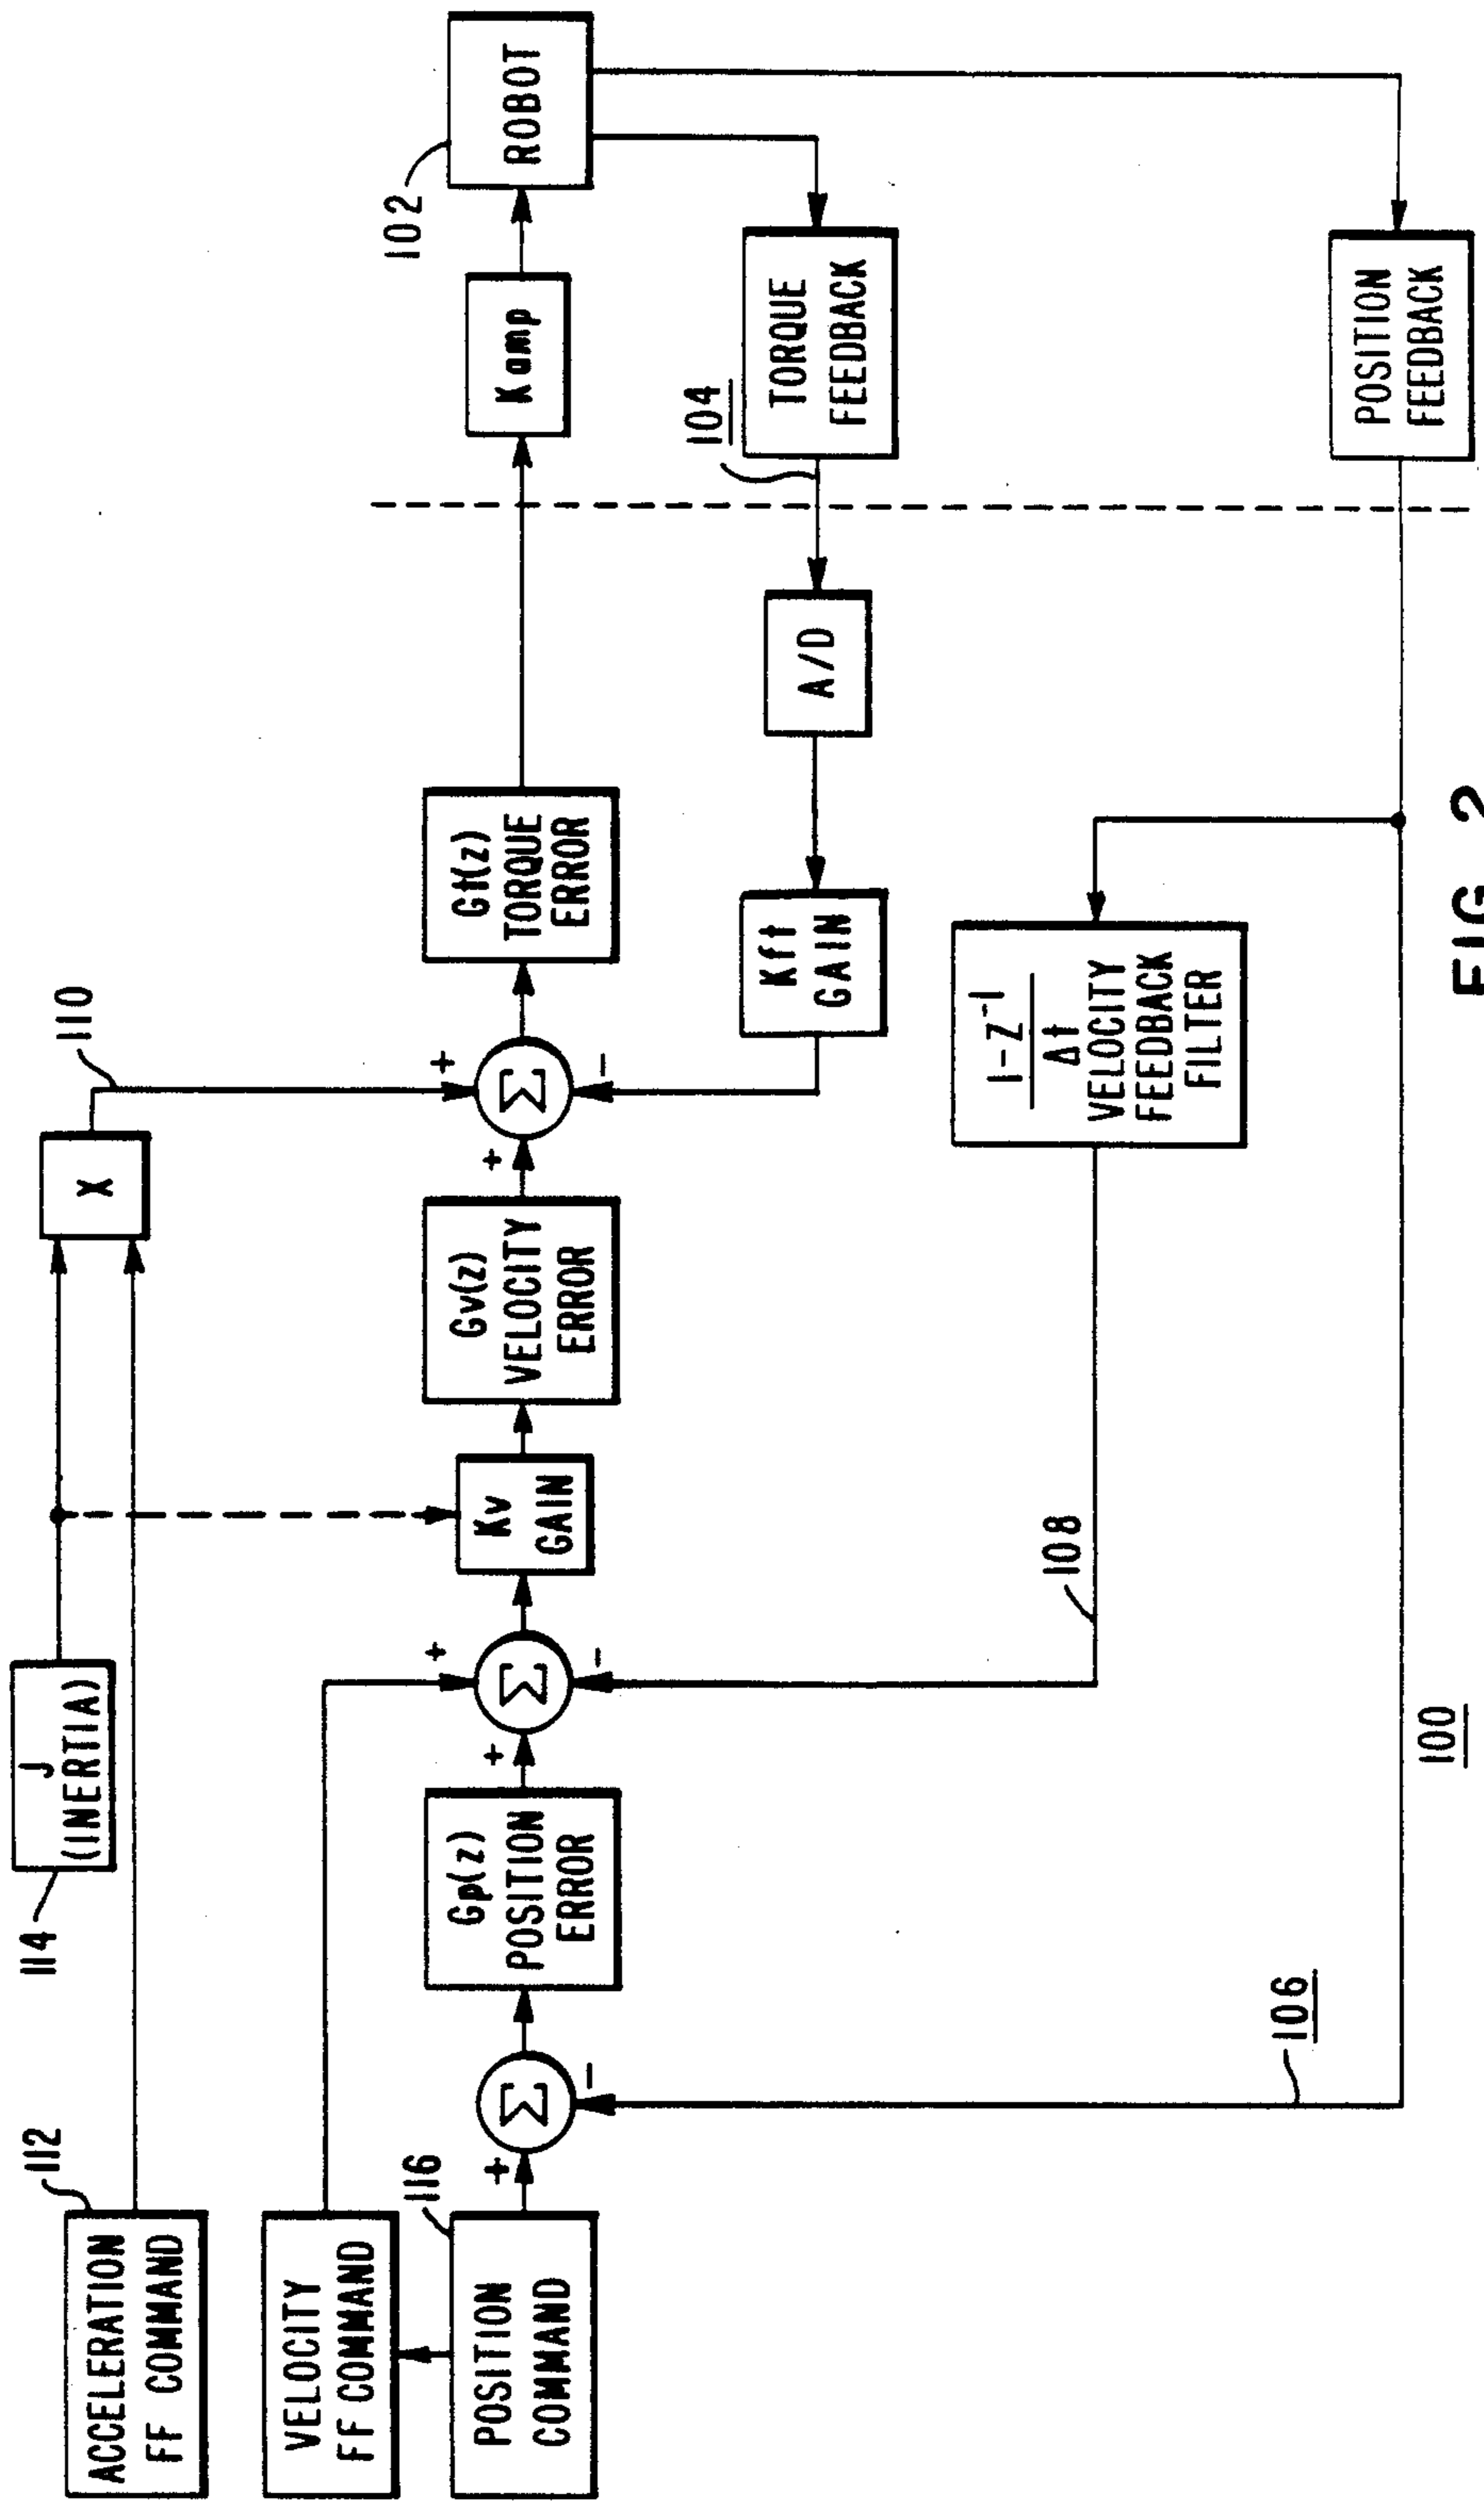 112
ACCELERATION
FF COMMAND
114
J
(INERTIA)
X
110
VELOCITY
FF COMMAND
116
POSITION
COMMAND
+
-
Σ
Gp(z)
POSITION
ERROR
+
+
-
Σ
Kv
GAIN
Gv(z)
VELOCITY
ERROR
+
+
-
Σ
Gt(z)
TORQUE
ERROR
Kamp
102
ROBOT
Kft
GAIN
A/D
104
TORQUE
FEEDBACK
108
1-Z⁻¹
Δt
VELOCITY
FEEDBACK
FILTER
106
POSITION
FEEDBACK
100
FIG. 2